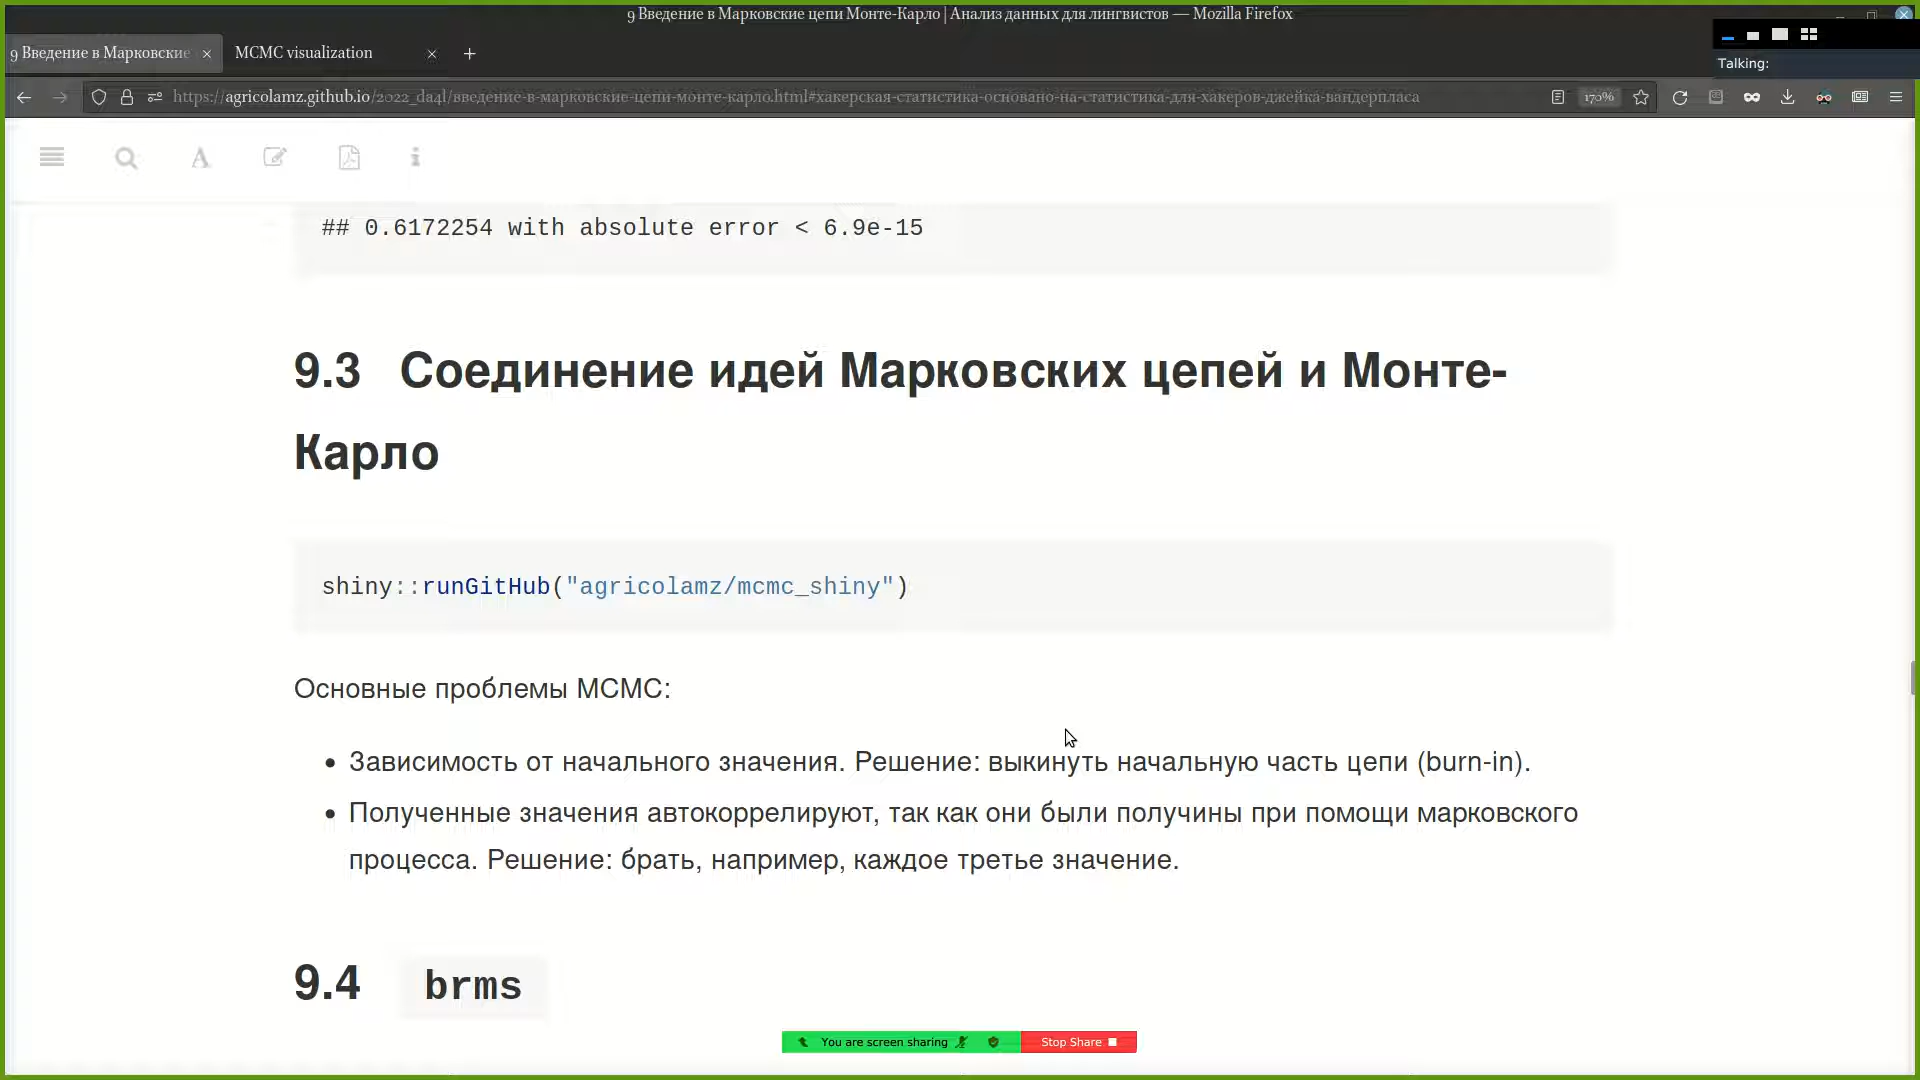 9 Введение в Марковские цепи Монте-Карло | Анализ данных для лингвистов — Mozilla Firefox
9 Введение в Марковские
MCMC visualization
Talking:
https://agricolamz.github.io/2022_da4l/введение-в-марковские-цепи-монте-карло.html#хакерская-статистика-основано-на-статистика-для-хакеров-джейка-вандерпласа
170%
## 0.6172254 with absolute error < 6.9e-15
9.3 Соединение идей Марковских цепей и Монте-
Карло
shiny::runGitHub("agricolamz/mcmc_shiny")
Основные проблемы MCMC:
• Зависимость от начального значения. Решение: выкинуть начальную часть цепи (burn-in).
• Полученные значения автокоррелируют, так как они были получины при помощи марковского
процесса. Решение: брать, например, каждое третье значение.
9.4 brms
You are screen sharing
Stop Share